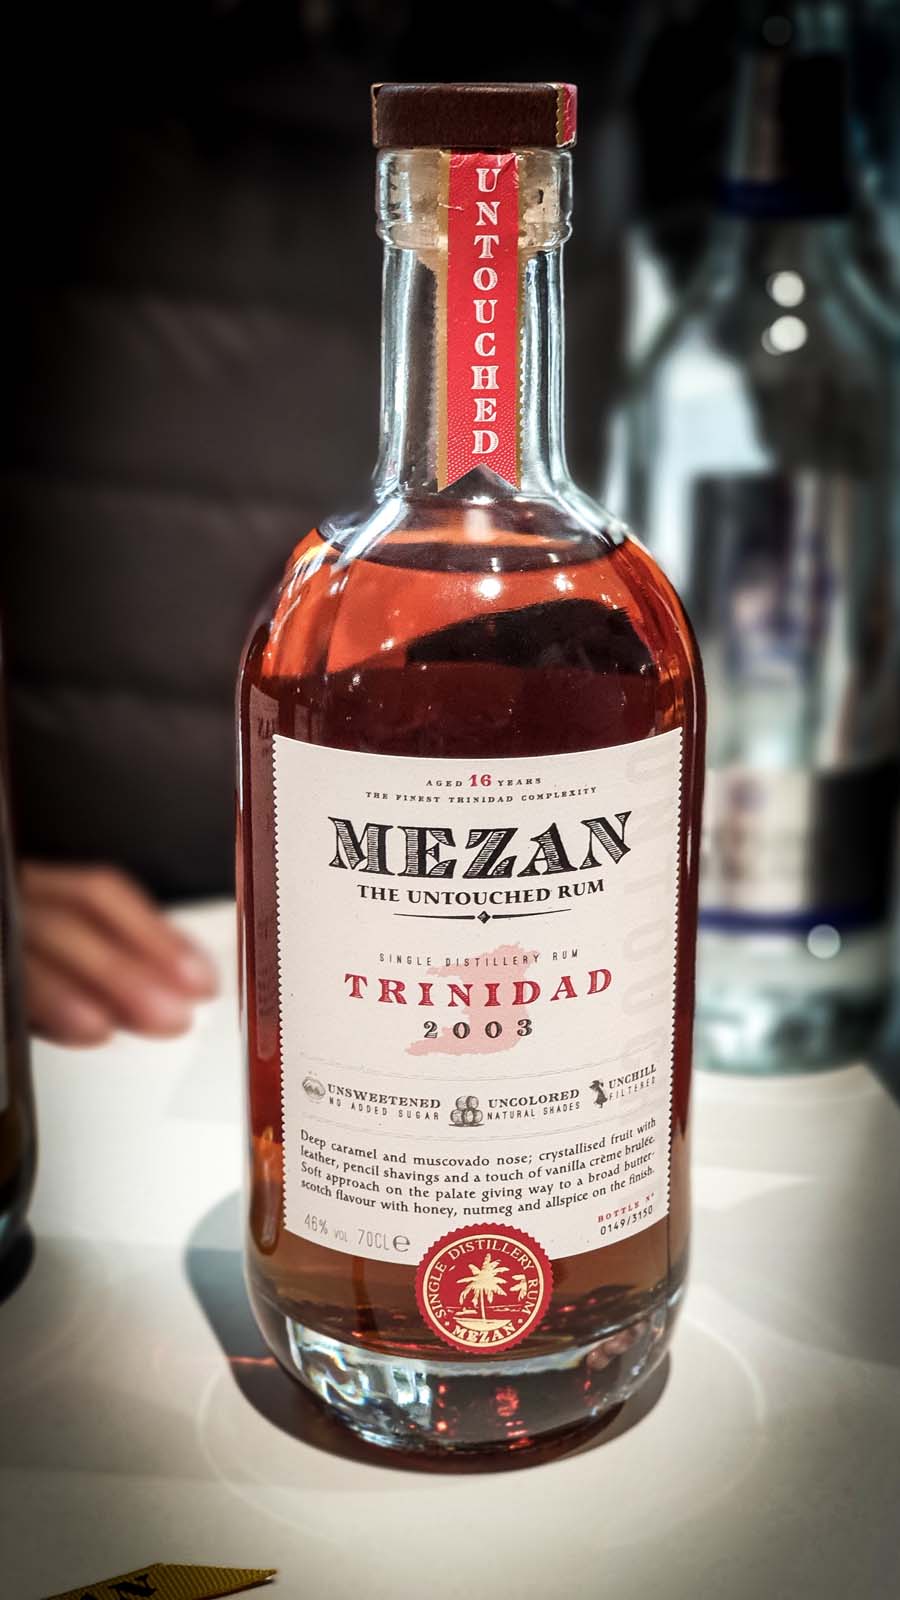 UNTOUCHED
AGED 16 YEARS
THE FINEST TRINIDAD COMPLEXITY
MEZAN
THE UNTOUCHED RUM
SINGLE DISTILLERY RUM
TRINIDAD
2003
UNSWEETENED
NO ADDED SUGAR
UNCOLORED
NATURAL SHADES
UNCHILL
FILTERED
Deep caramel and muscovado nose; crystallised fruit with
leather, pencil shavings and a touch of vanilla crème brulée.
Soft approach on the palate giving way to a broad butter-
scotch flavour with honey, nutmeg and allspice on the finish.
46% VOL 70CL e
BOTTLE Nº
0149/3150
SINGLE DISTILLERY RUM
MEZAN